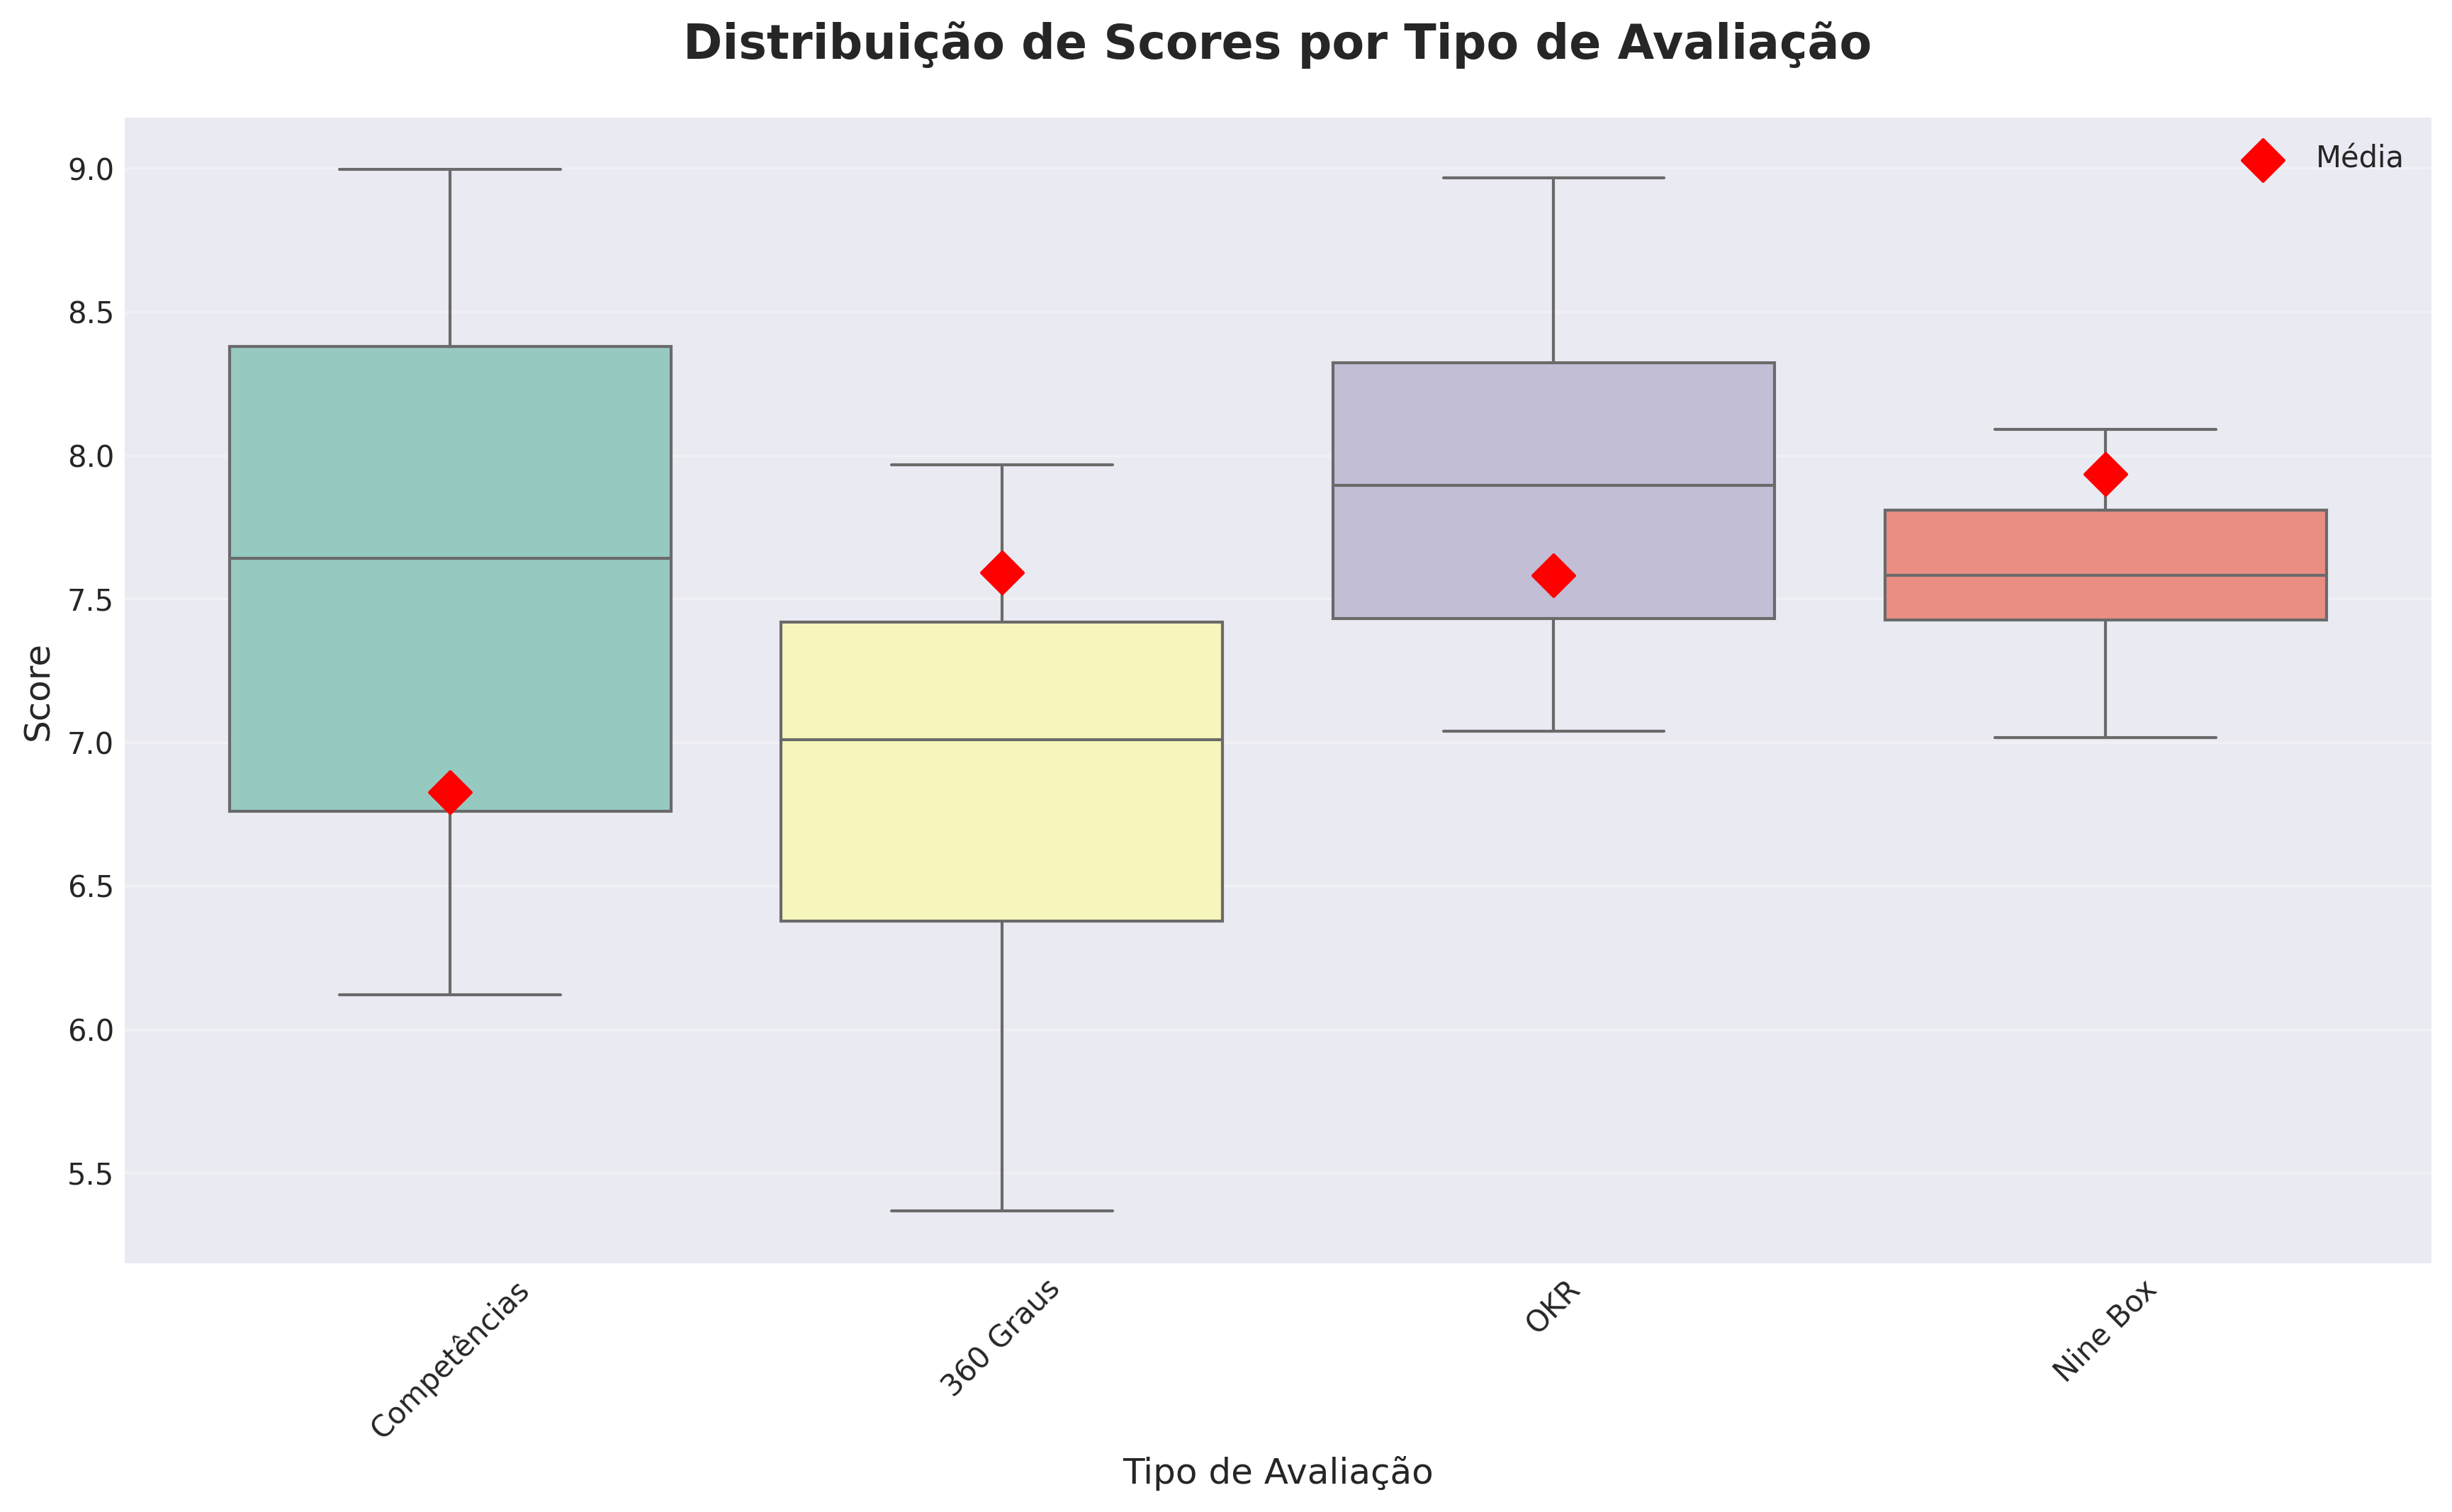 Distribuição de Scores por Tipo de Avaliação
Média
9.0
8.5
8.0
7.5
7.0
6.5
6.0
5.5
Score
Competências
360 Graus
OKR
Nine Box
Tipo de Avaliação